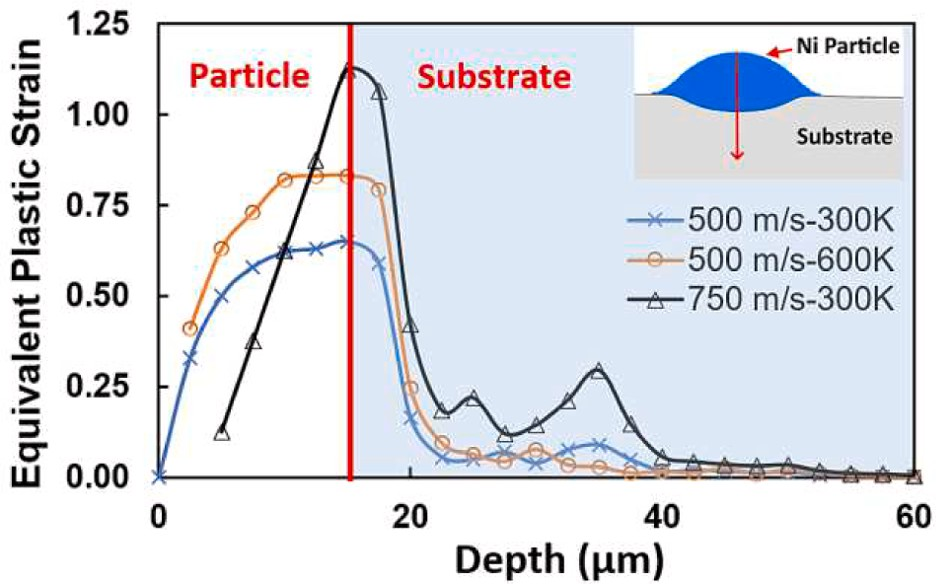 Equivalent Plastic Strain
1.25
1.00
0.75
0.50
0.25
0.00
Particle
Substrate
Ni Particle
Substrate
500 m/s-300K
500 m/s-600K
750 m/s-300K
0
20
40
60
Depth (μm)